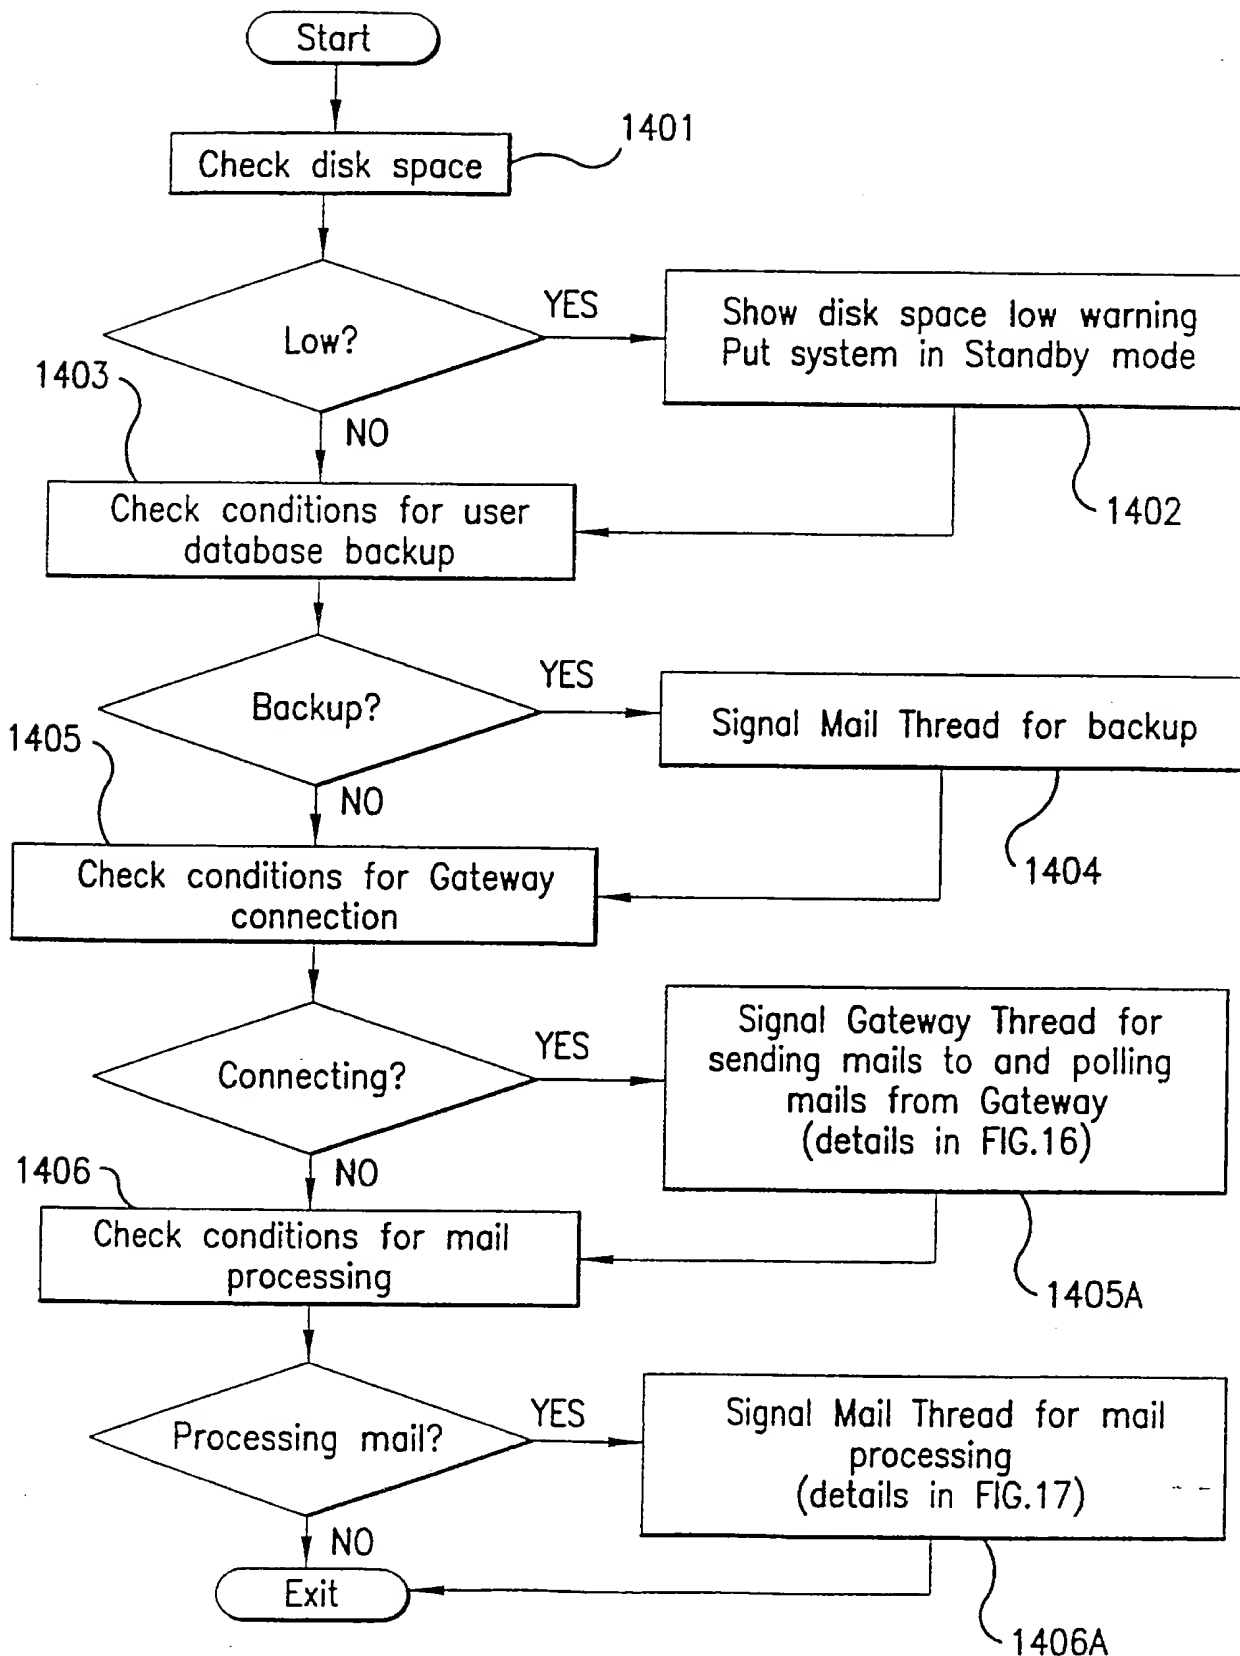 Start
1401
Check disk space
YES
Low?
Show disk space low warning
Put system in Standby mode
1403
NO
1402
Check conditions for user
database backup
YES
Backup?
Signal Mail Thread for backup
1405
NO
1404
Check conditions for Gateway
connection
YES
Connecting?
Signal Gateway Thread for
sending mails to and polling
mails from Gateway
(details in FIG.16)
1406
NO
Check conditions for mail
processing
1405A
YES
Processing mail?
Signal Mail Thread for mail
processing
(details in FIG.17)
NO
Exit
1406A